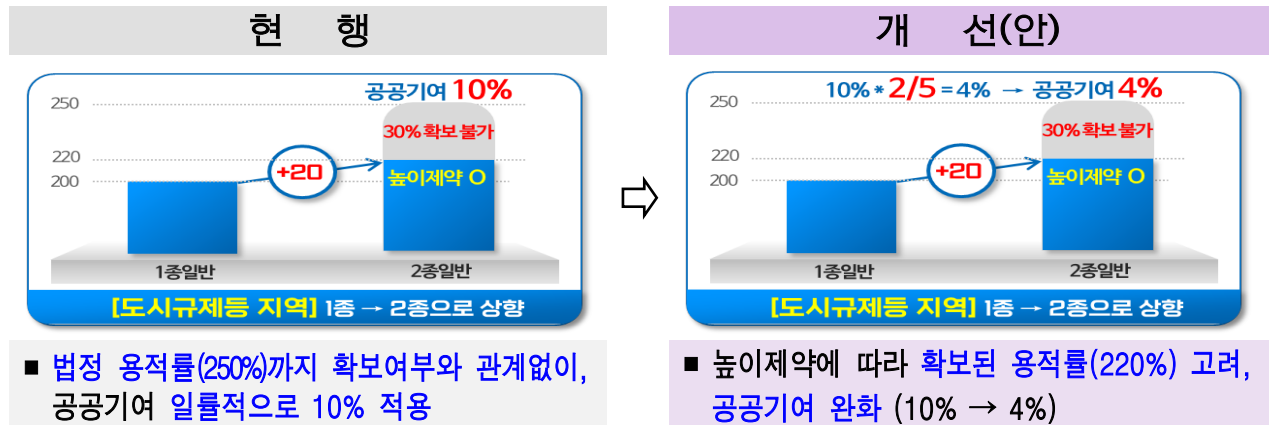 현 행
공공기여 10%
250
30% 확보 불가
220
+20
200
높이제약 O
1종일반
2종일반
[도시규제등 지역] 1종 → 2종으로 상향
■ 법정 용적률(250%)까지 확보여부와 관계없이,
공공기여 일률적으로 10% 적용
개 선(안)
10% * 2/5 = 4% → 공공기여 4%
250
30% 확보 불가
220
+20
200
높이제약 O
1종일반
2종일반
[도시규제등 지역] 1종 → 2종으로 상향
■ 높이제약에 따라 확보된 용적률(220%) 고려,
공공기여 완화 (10% → 4%)